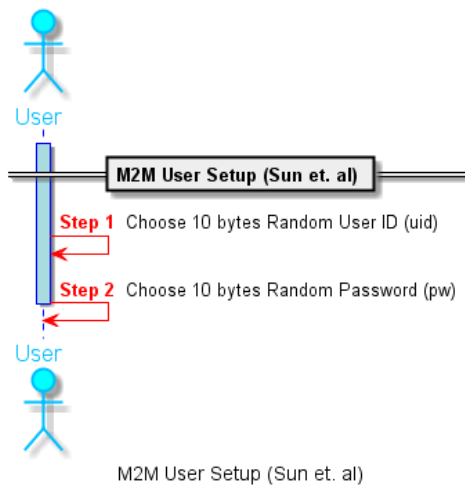 User
M2M User Setup (Sun et. al)
Step 1 Choose 10 bytes Random User ID (uid)
Step 2 Choose 10 bytes Random Password (pw)
User
M2M User Setup (Sun et. al)